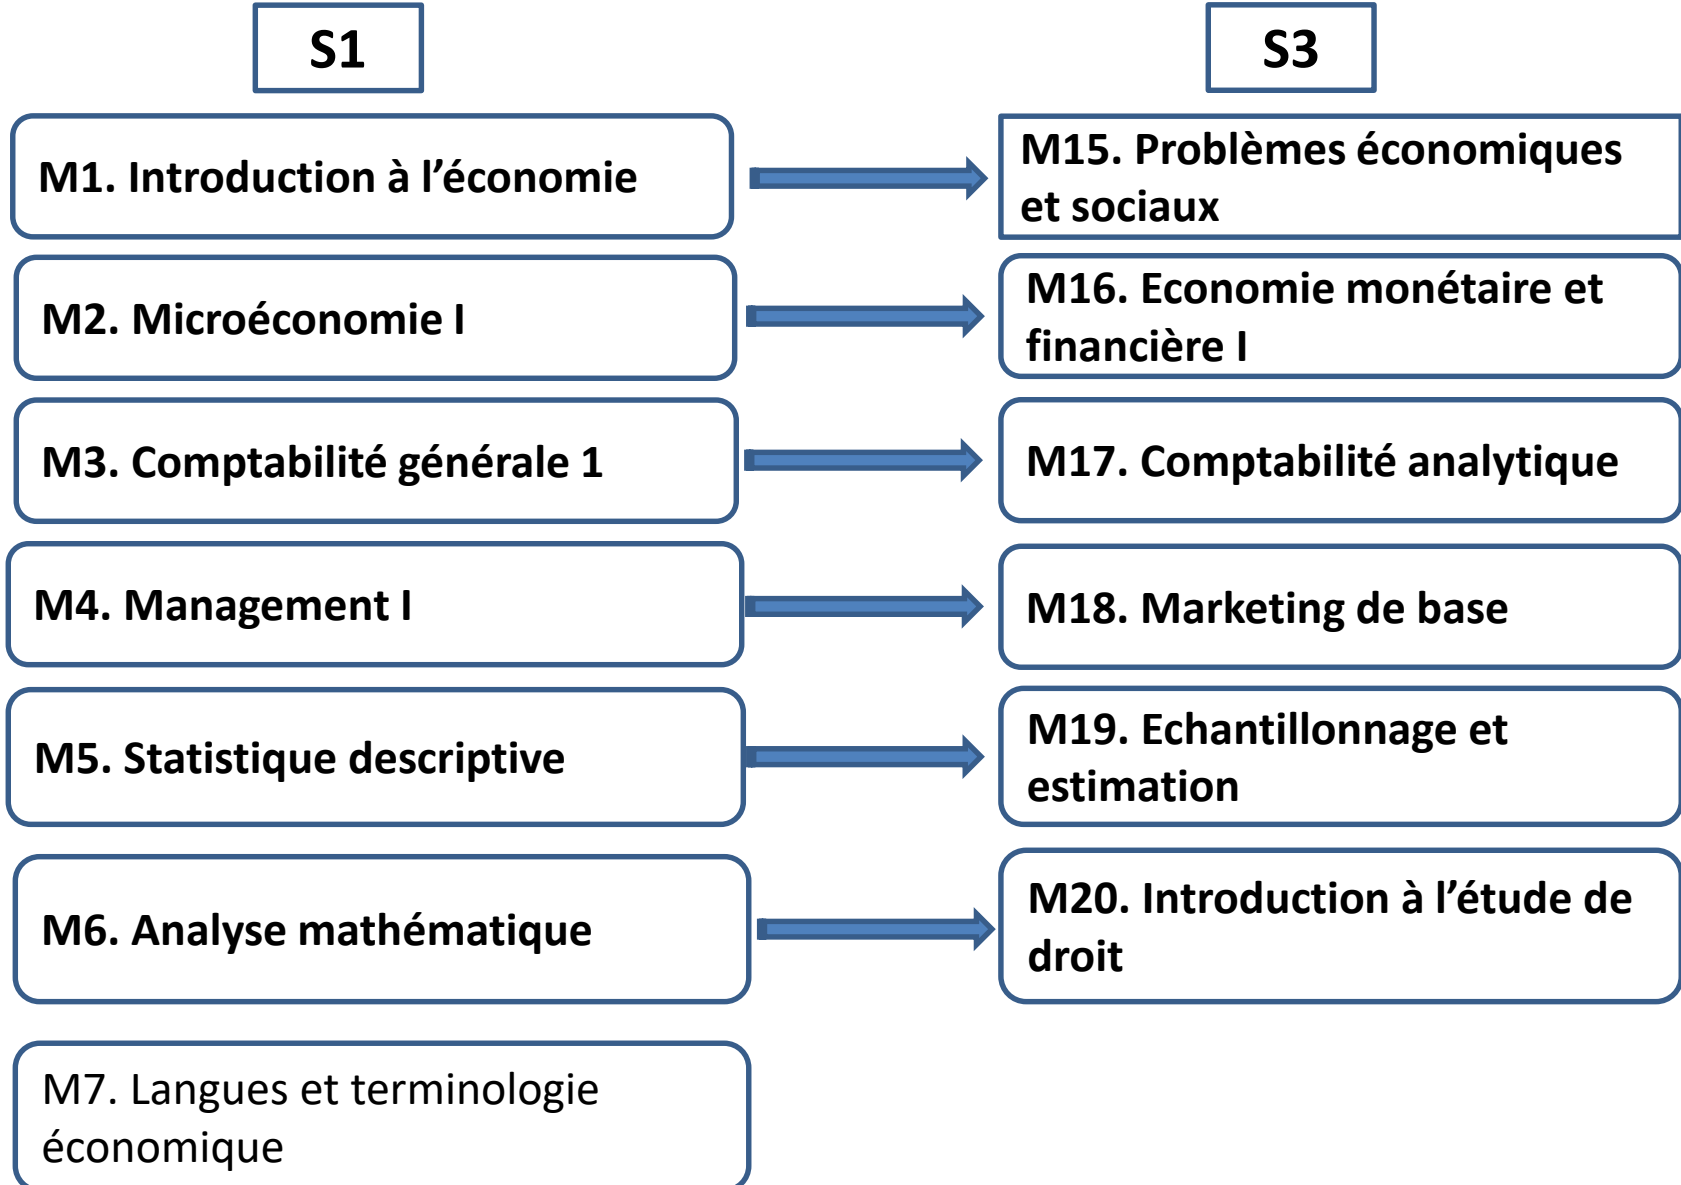 S1
S3
M1. Introduction à l’économie
M15. Problèmes économiques
et sociaux
M2. Microéconomie I
M16. Economie monétaire et
financière I
M3. Comptabilité générale 1
M17. Comptabilité analytique
M4. Management I
M18. Marketing de base
M5. Statistique descriptive
M19. Echantillonnage et
estimation
M6. Analyse mathématique
M20. Introduction à l’étude de
droit
M7. Langues et terminologie
économique